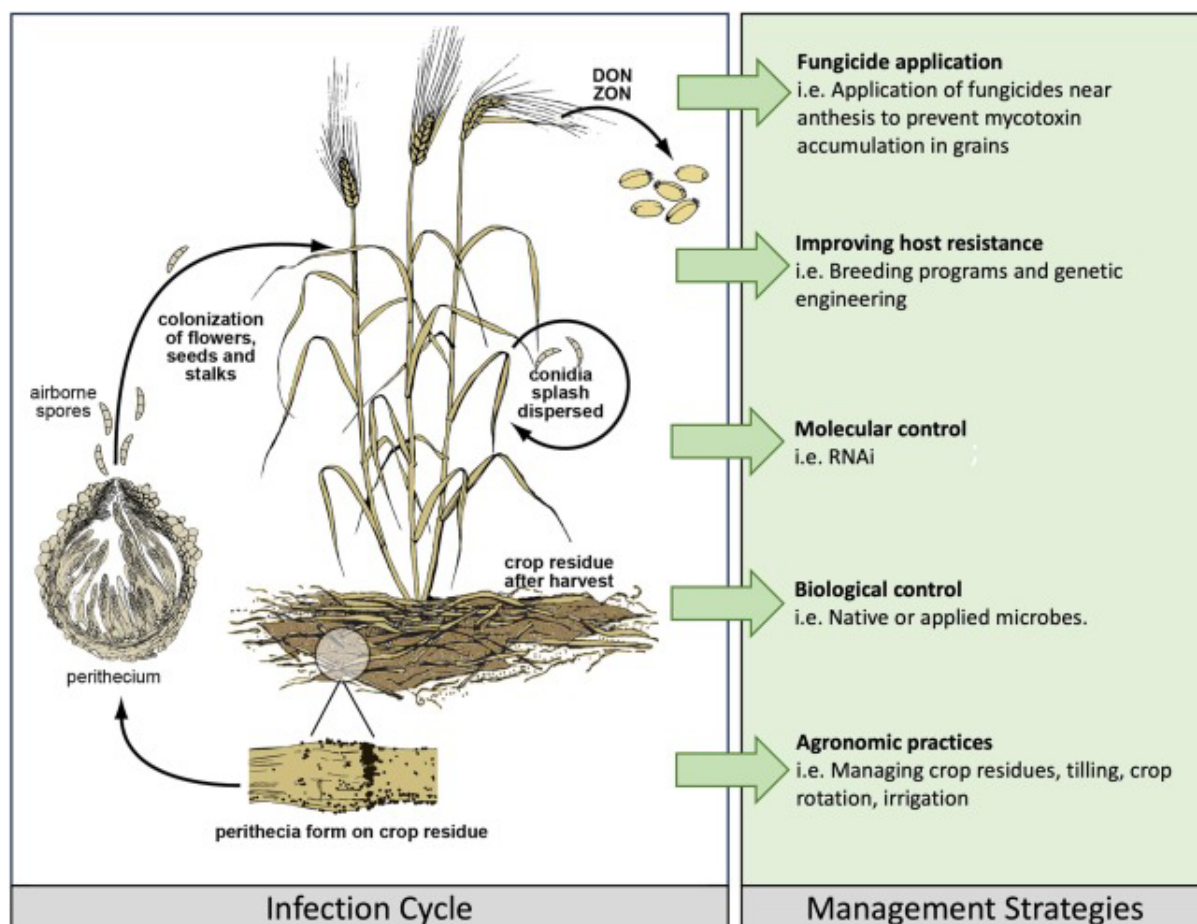 DON
ZON
colonization
of flowers,
seeds and
stalks
airborne
spores
conidia
splash
dispersed
crop residue
after harvest
perithecium
perithecia form on crop residue
Infection Cycle
Fungicide application
i.e. Application of fungicides near
anthesis to prevent mycotoxin
accumulation in grains
Improving host resistance
i.e. Breeding programs and genetic
engineering
Molecular control
i.e. RNAi
Biological control
i.e. Native or applied microbes.
Agronomic practices
i.e. Managing crop residues, tilling, crop
rotation, irrigation
Management Strategies